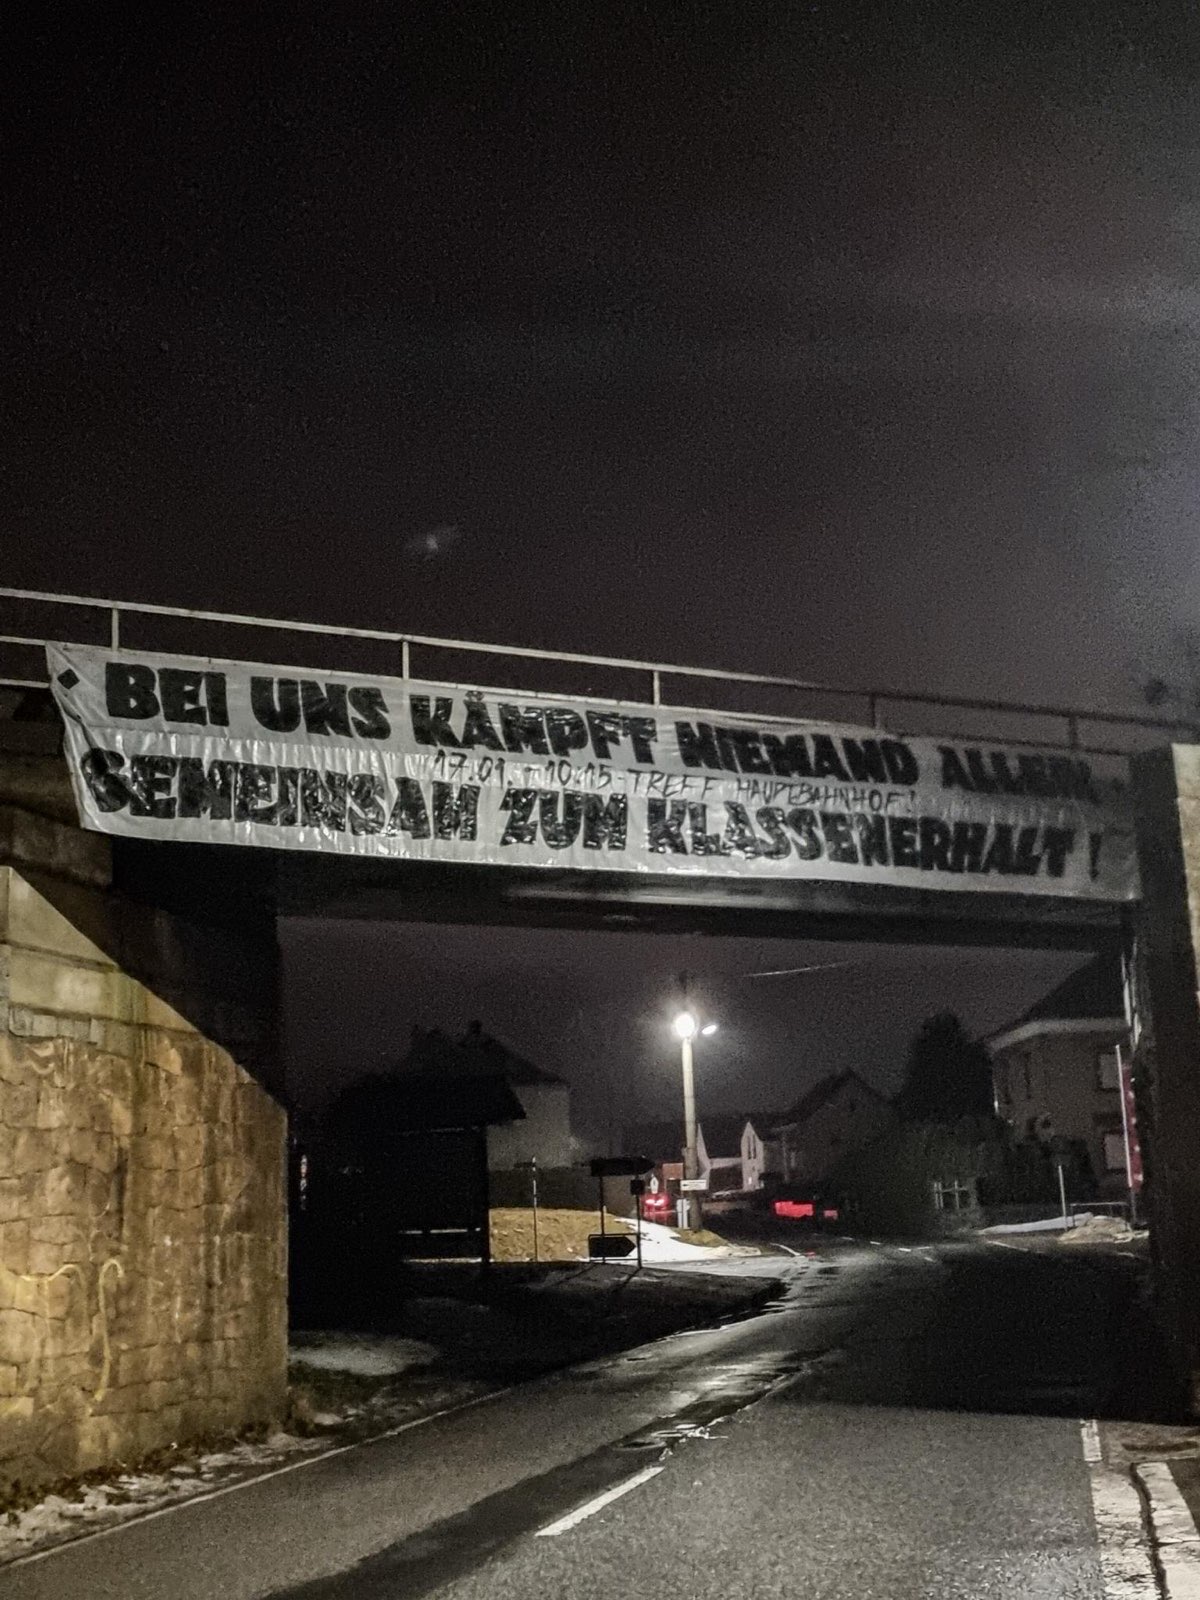 BEI UNS KÄMPFT NIEMAND ALLEIN
17.01. - 10:15 - TREFF HAUPTBAHNHOF!
GEMEINSAM ZUM KLASSENERHALT!